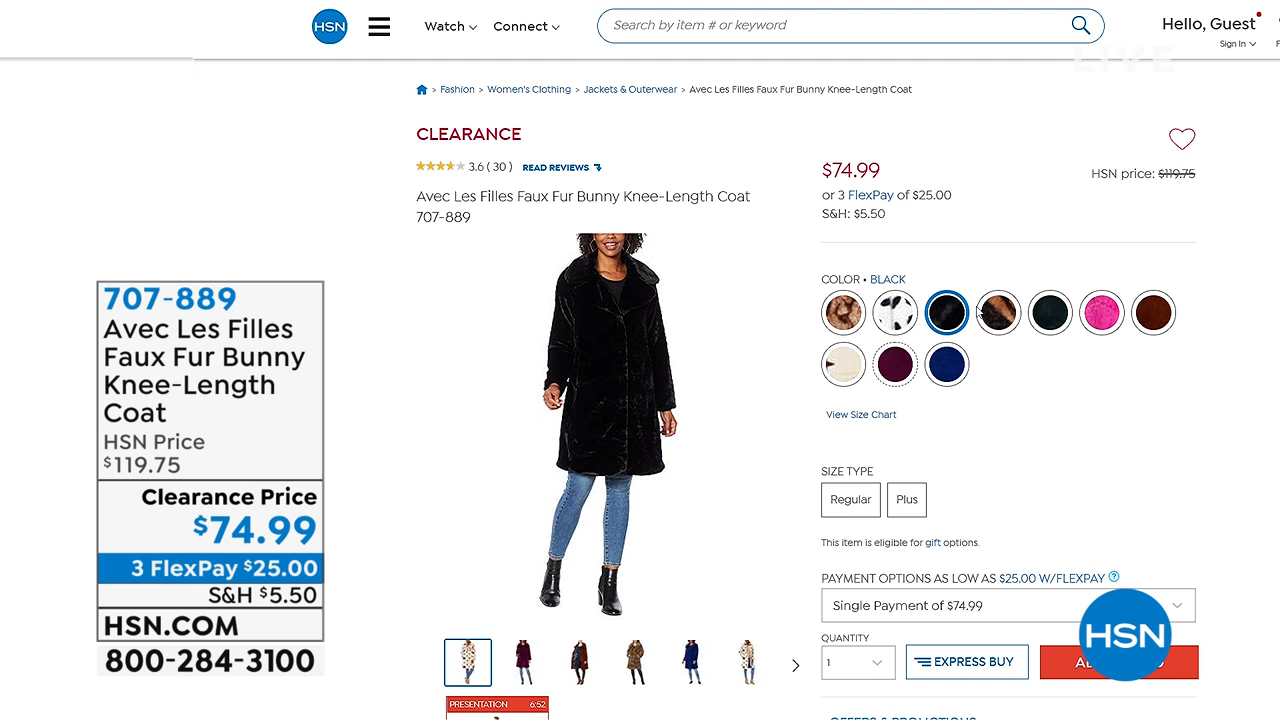 HSN
Watch
Connect
Search by item # or keyword
Hello, Guest
Sign In
LIVE
> Fashion > Women's Clothing > Jackets & Outerwear > Avec Les Filles Faux Fur Bunny Knee-Length Coat
CLEARANCE
3.6 ( 30 ) READ REVIEWS
Avec Les Filles Faux Fur Bunny Knee-Length Coat
707-889
$74.99
HSN price: $119.75
or 3 FlexPay of $25.00
S&H: $5.50
COLOR • BLACK
View Size Chart
SIZE TYPE
Regular
Plus
This item is eligible for gift options.
PAYMENT OPTIONS AS LOW AS $25.00 W/FLEXPAY ?
Single Payment of $74.99
QUANTITY
1
EXPRESS BUY
HSN
PRESENTATION 6:52
OFFERS & PROMOTIONS
707-889
Avec Les Filles
Faux Fur Bunny
Knee-Length
Coat
HSN Price
$119.75
Clearance Price
$74.99
3 FlexPay $25.00
S&H $5.50
HSN.COM
800-284-3100